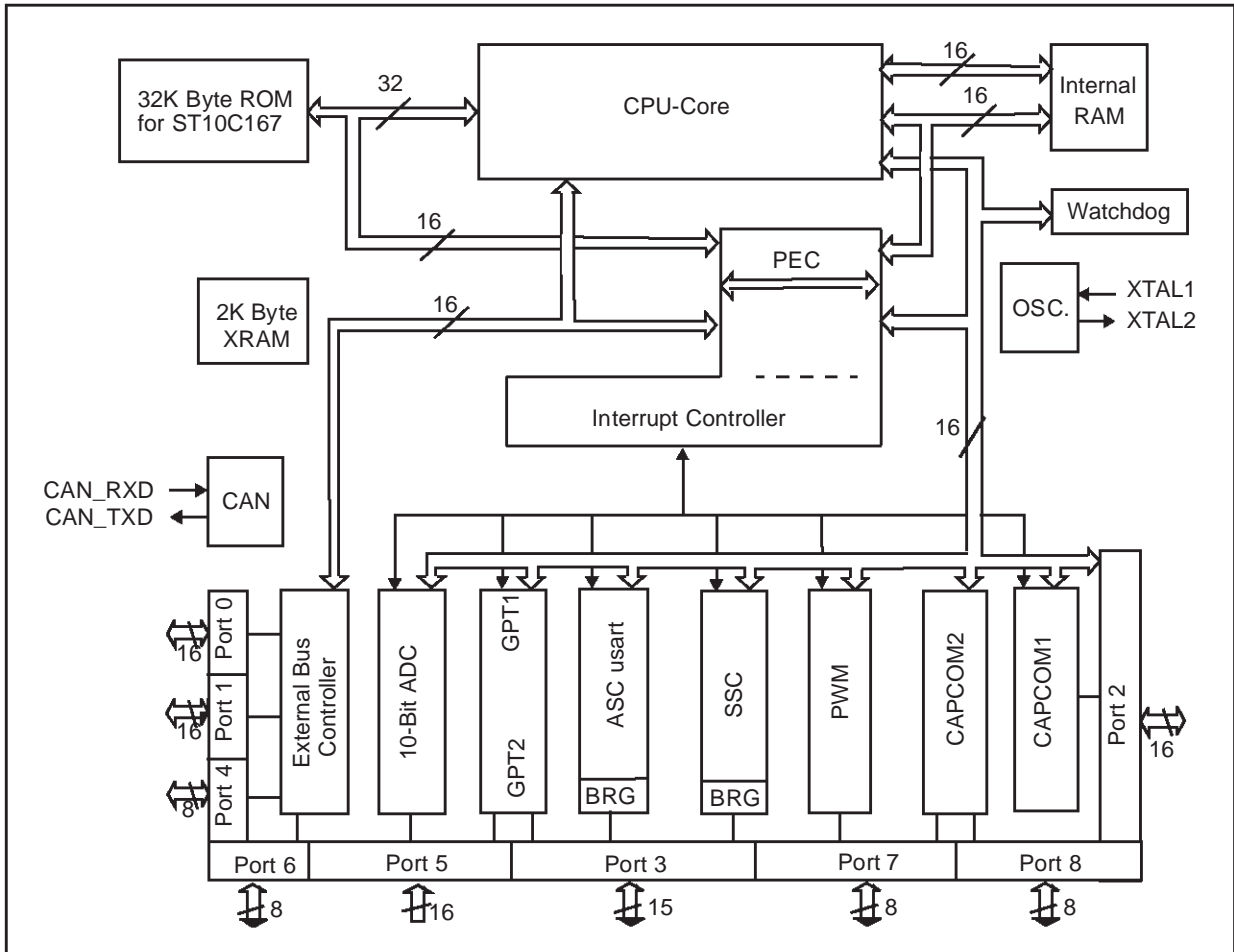 32K Byte ROM
for ST10C167
32
CPU-Core
16
16
Internal
RAM
Watchdog
16
PEC
2K Byte
XRAM
16
OSC.
XTAL1
XTAL2
Interrupt Controller
16
CAN_RXD
CAN_TXD
CAN
Port 0
16
Port 1
16
Port 4
8
External Bus
Controller
10-Bit ADC
GPT1
GPT2
ASC usart
BRG
SSC
BRG
PWM
CAPCOM2
CAPCOM1
Port 2
16
Port 6
Port 5
Port 3
Port 7
Port 8
8
16
15
8
8